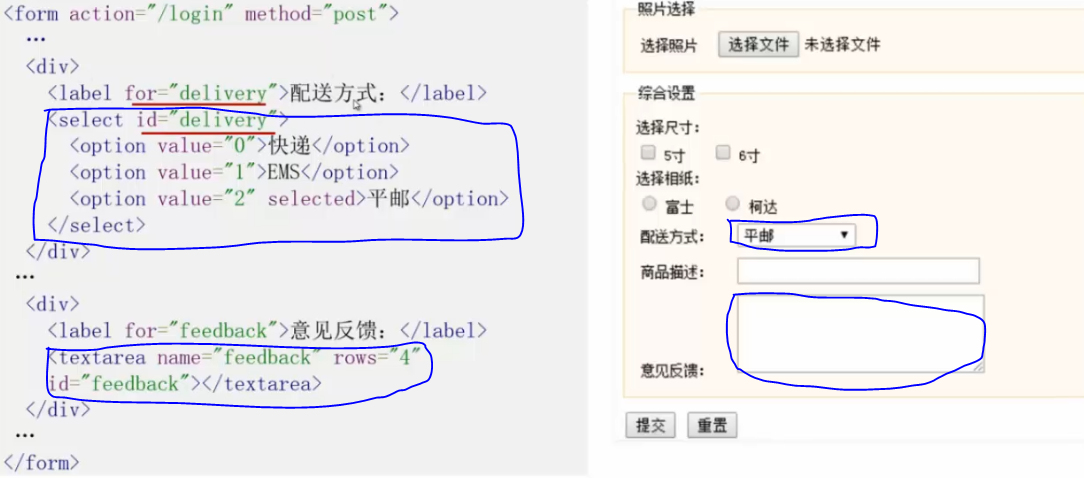 <form action="/login" method="post">
…
<div>
<label for="delivery">配送方式：</label>
<select id="delivery">
<option value="0">快递</option>
<option value="1">EMS</option>
<option value="2" selected>平邮</option>
</select>
</div>
…
<div>
<label for="feedback">意见反馈：</label>
<textarea name="feedback" rows="4"
id="feedback"></textarea>
</div>
…
</form>
照片选择
选择照片 选择文件 未选择文件
综合设置
选择尺寸：
5寸 6寸
选择相纸：
富士 柯达
配送方式： 平邮
商品描述：
意见反馈：
提交 重置